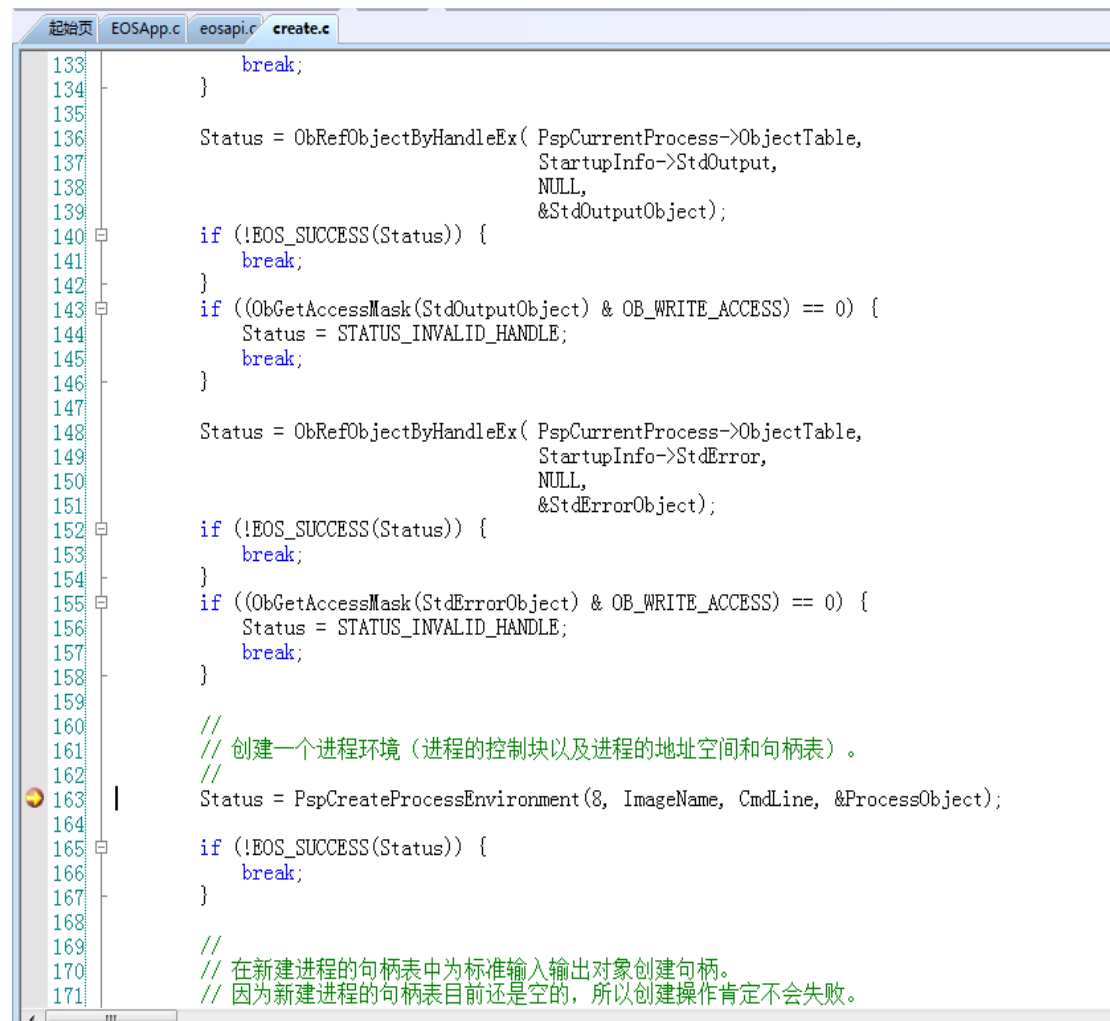 起始页 EOSApp.c eosapi.c create.c
133 break;
134 }
135
136 Status = ObRefObjectByHandleEx( PspCurrentProcess->ObjectTable,
137 StartupInfo->StdOutput,
138 NULL,
139 &StdOutputObject);
140 if (!EOS_SUCCESS(Status)) {
141 break;
142 }
143 if ((ObGetAccessMask(StdOutputObject) & OB_WRITE_ACCESS) == 0) {
144 Status = STATUS_INVALID_HANDLE;
145 break;
146 }
147
148 Status = ObRefObjectByHandleEx( PspCurrentProcess->ObjectTable,
149 StartupInfo->StdError,
150 NULL,
151 &StdErrorObject);
152 if (!EOS_SUCCESS(Status)) {
153 break;
154 }
155 if ((ObGetAccessMask(StdErrorObject) & OB_WRITE_ACCESS) == 0) {
156 Status = STATUS_INVALID_HANDLE;
157 break;
158 }
159
160 //
161 // 创建一个进程环境（进程的控制块以及进程的地址空间和句柄表）。
162 //
163 Status = PspCreateProcessEnvironment(8, ImageName, CmdLine, &ProcessObject);
164
165 if (!EOS_SUCCESS(Status)) {
166 break;
167 }
168
169 //
170 // 在新建进程的句柄表中为标准输入输出对象创建句柄。
171 // 因为新建进程的句柄表目前还是空的，所以创建操作肯定不会失败。